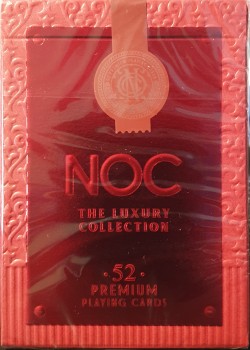 NOC
THE LUXURY
COLLECTION
· 52 ·
PREMIUM
PLAYING CARDS